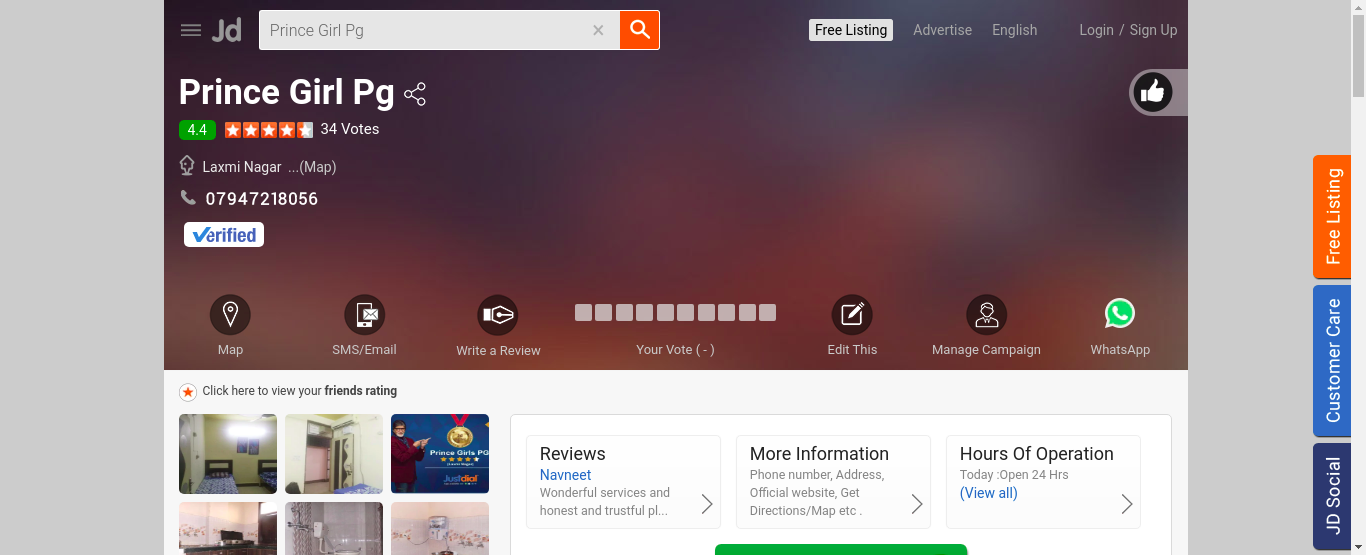 Jd
Prince Girl Pg
Free Listing
Advertise
English
Login / Sign Up
Prince Girl Pg
4.4
34 Votes
Laxmi Nagar ...(Map)
07947218056
Verified
Map
SMS/Email
Write a Review
Your Vote ( - )
Edit This
Manage Campaign
WhatsApp
Click here to view your friends rating
Prince Girls PG
(Laxmi Nagar)
Justdial
Reviews
Navneet
Wonderful services and
honest and trustful pl...
More Information
Phone number, Address,
Official website, Get
Directions/Map etc .
Hours Of Operation
Today :Open 24 Hrs
(View all)
Free Listing
Customer Care
JD Social